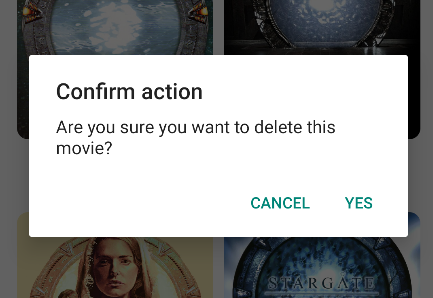 Confirm action
Are you sure you want to delete this
movie?
CANCEL YES
STARGATE